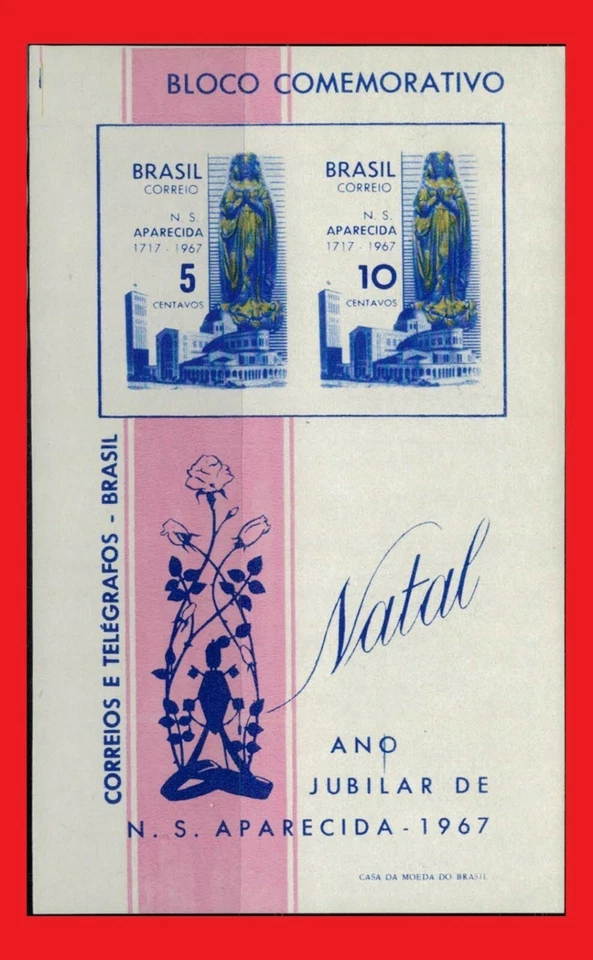 BLOCO COMEMORATIVO
BRASIL
CORREIO
N. S.
APARECIDA
1717 - 1967
5
CENTAVOS
BRASIL
CORREIO
N. S.
APARECIDA
1717 - 1967
10
CENTAVOS
CORREIOS E TELÉGRAFOS - BRASIL
Natal
ANO
JUBILAR DE
N. S. APARECIDA - 1967
CASA DA MOEDA DO BRASIL